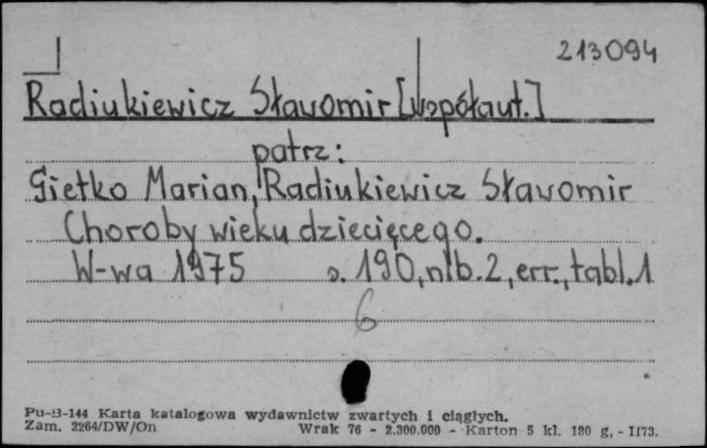 213094
Radiukiewicz Sławomir [współaut.]
patrz:
Gietko Marian, Radiukiewicz Sławomir
Choroby wieku dziecięcego.
W-wa 1975 s. 190, nlb. 2, err., tabl. 1
6
Pu-B-144 Karta katalogowa wydawnictw zwartych i ciągłych.
Zam. 2264/DW/On Wrak 76 - 2.300.000 - Karton 5 kl. 180 g, - II73.